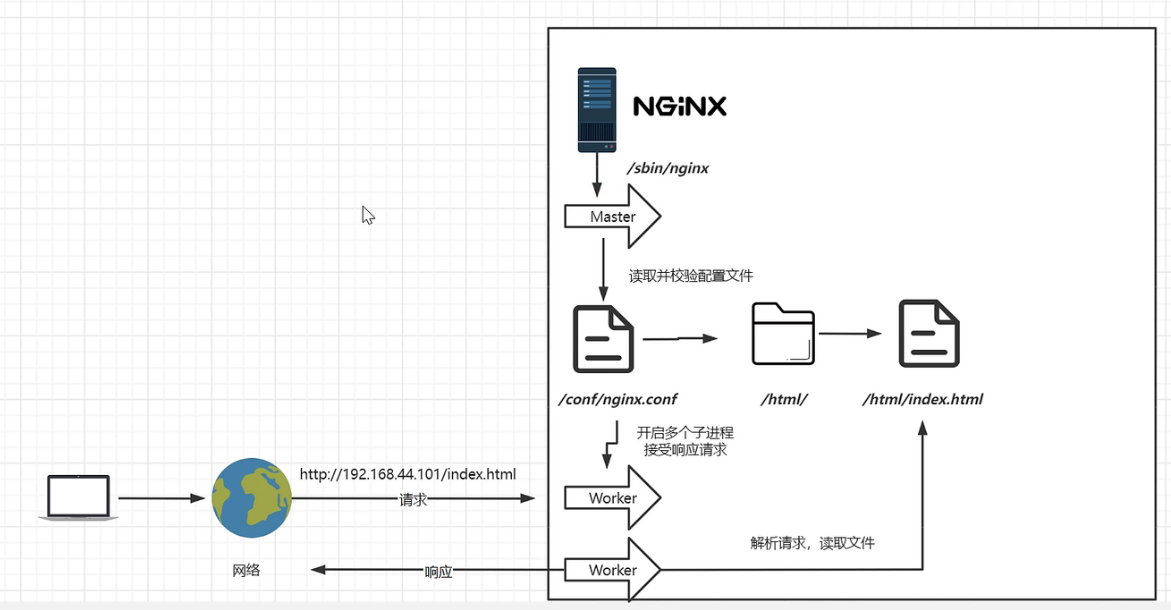 NGINX
/sbin/nginx
Master
读取并校验配置文件
/conf/nginx.conf
/html/
/html/index.html
开启多个子进程
接受响应请求
http://192.168.44.101/index.html
请求
Worker
解析请求，读取文件
网络
响应
Worker